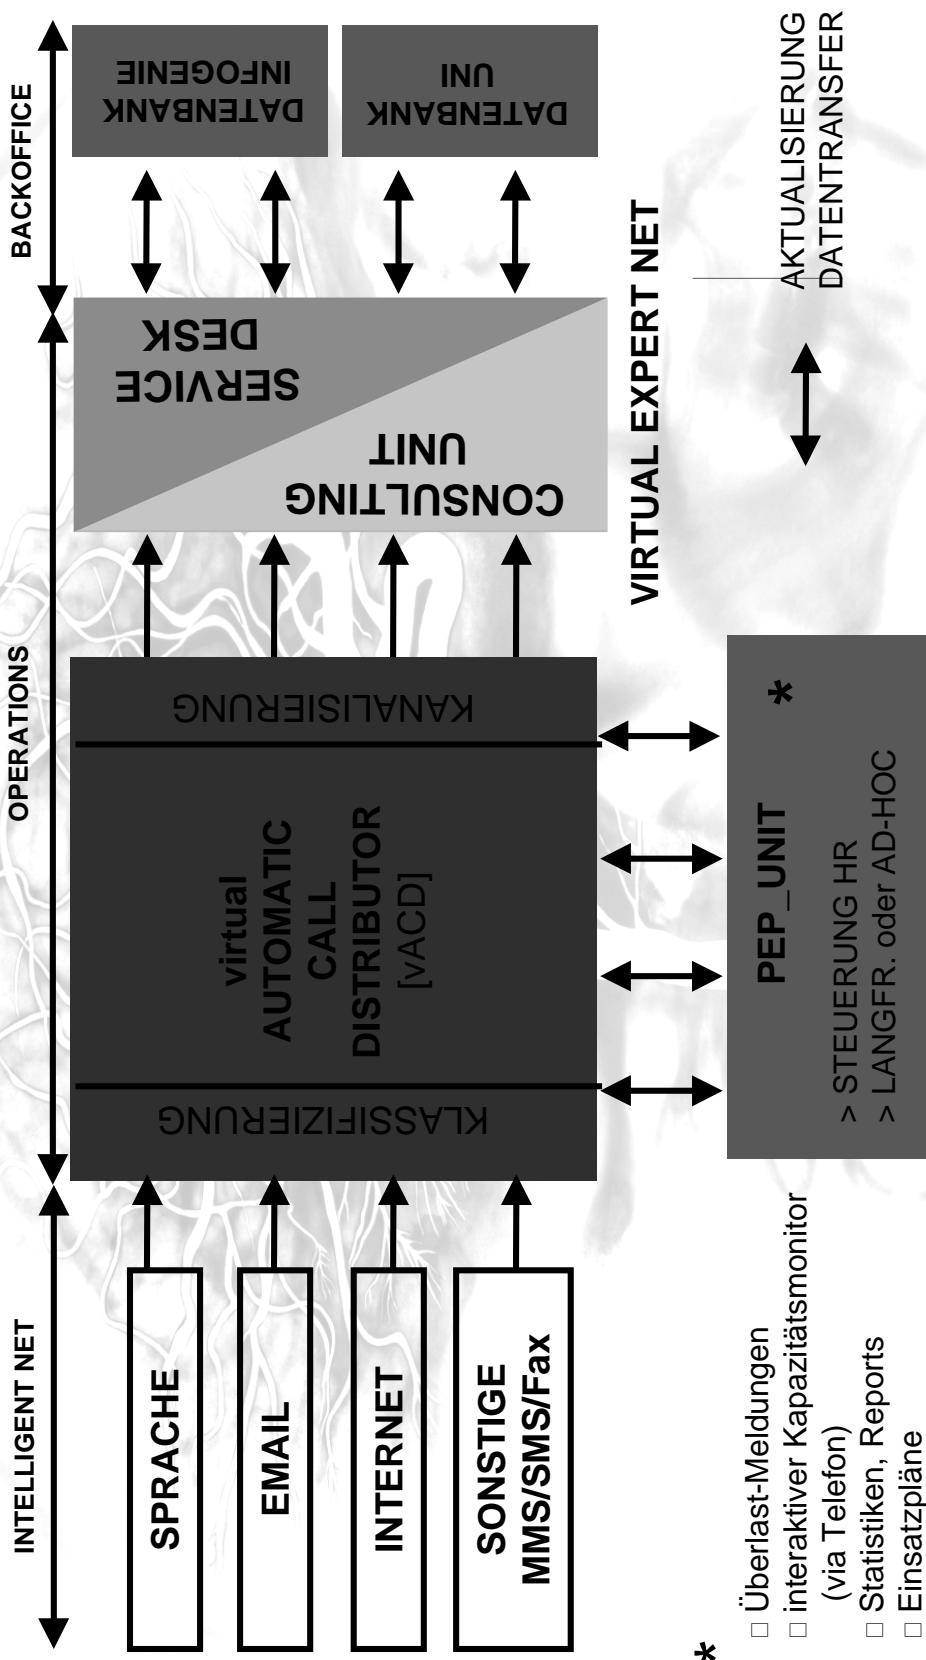 INTELLIGENT NET
OPERATIONS
BACKOFFICE
SPRACHE
EMAIL
INTERNET
SONSTIGE
MMS/SMS/Fax
KLASSIFIZIERUNG
virtual
AUTOMATIC
CALL
DISTRIBUTOR
[vACD]
KANALISIERUNG
SERVICE
DESK
CONSULTING
UNIT
DATENBANK
INFOGENIE
DATENBANK
UNI
VIRTUAL EXPERT NET
PEP_UNIT
*
> STEUERUNG HR
> LANGFR. oder AD-HOC
AKTUALISIERUNG
DATENTRANSFER
*
□ Überlast-Meldungen
□ interaktiver Kapazitätsmonitor
(via Telefon)
□ Statistiken, Reports
□ Einsatzpläne